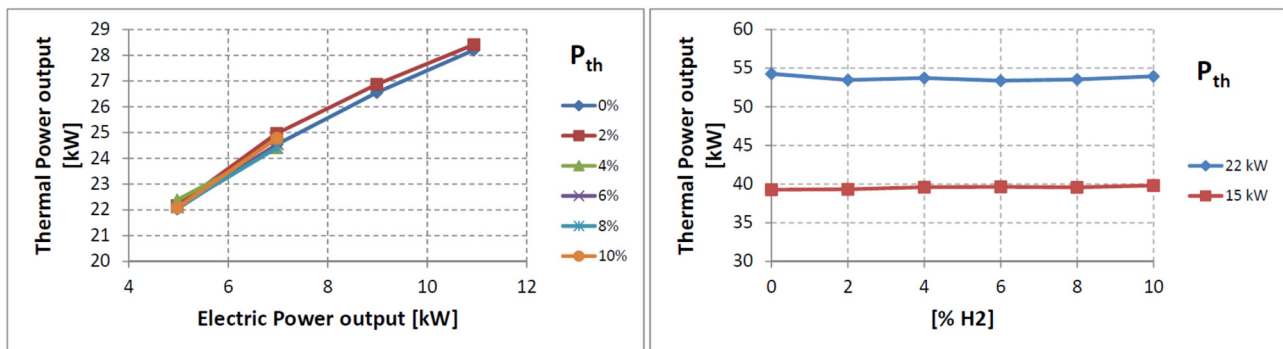 29
28
27
26
25
24
23
22
21
20
Thermal Power output
[kW]
4 6 8 10 12
Electric Power output [kW]
Pth
0%
2%
4%
6%
8%
10%
60
55
50
45
40
35
30
Thermal Power output
[kW]
0 2 4 6 8 10
[% H2]
Pth
22 kW
15 kW